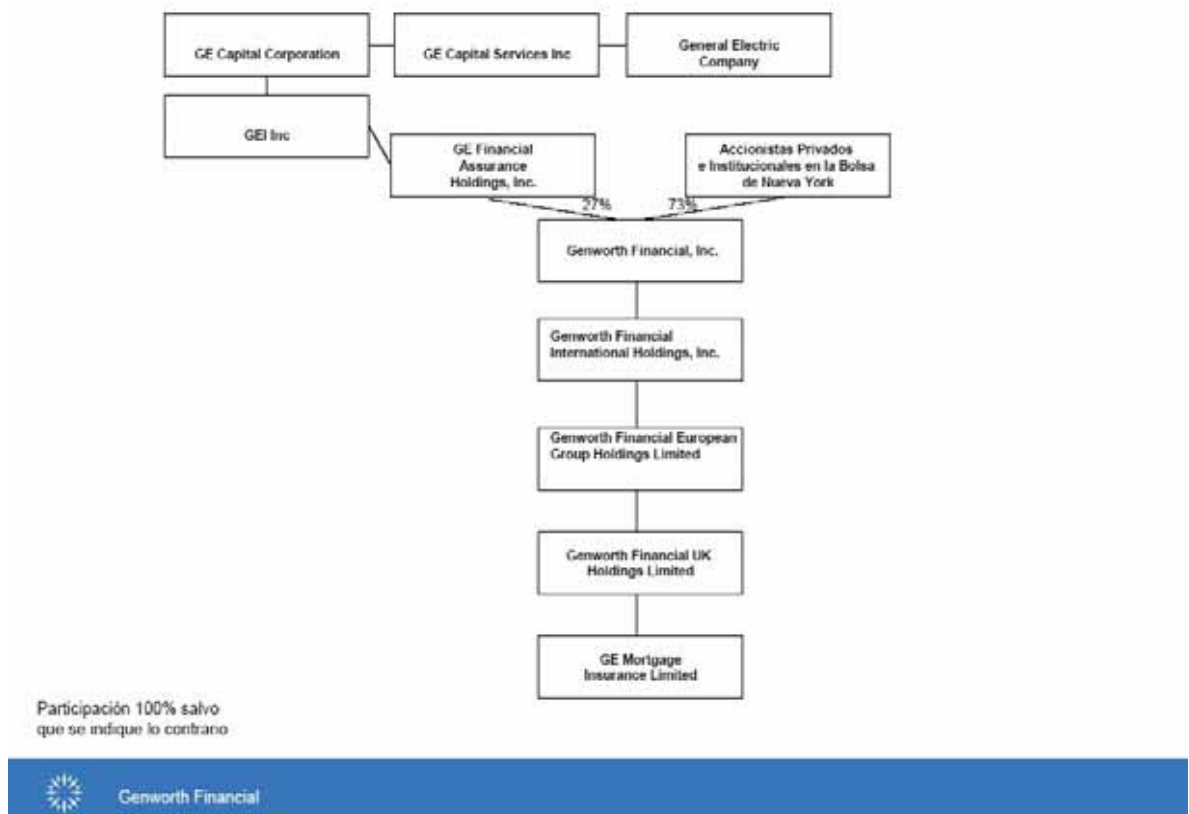 GE Capital Corporation
GE Capital Services Inc
General Electric
Company
GEI Inc
GE Financial
Assurance
Holdings, Inc.
Accionistas Privados
e Institucionales en la Bolsa
de Nueva York
27%
73%
Genworth Financial, Inc.
Genworth Financial
International Holdings, Inc.
Genworth Financial European
Group Holdings Limited
Genworth Financial UK
Holdings Limited
GE Mortgage
Insurance Limited
Participación 100% salvo
que se indique lo contrario
Genworth Financial